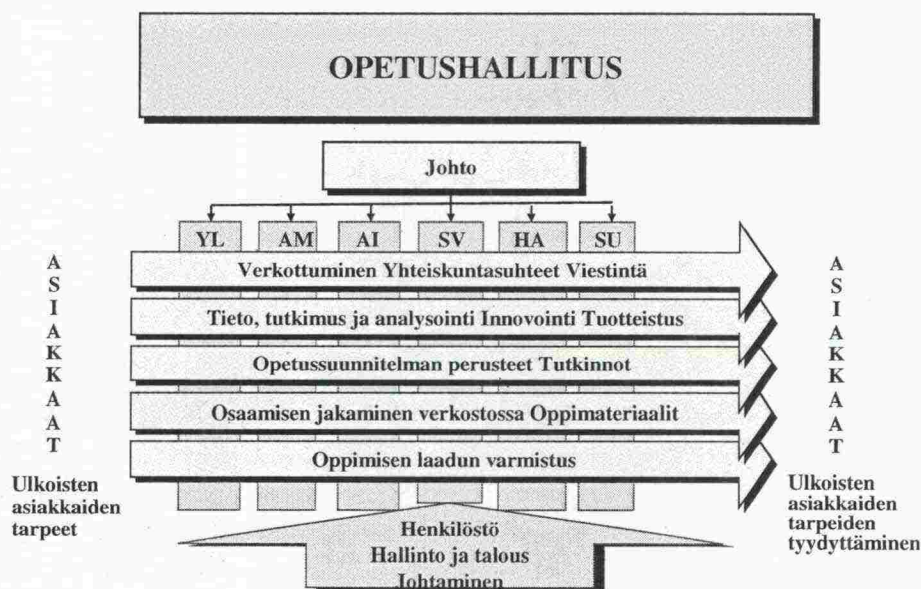 OPETUSHALLITUS
Johto
YL AM AI SV HA SU
ASIAKKAAT
Verkottuminen Yhteiskuntasuhteet Viestintä
Tieto, tutkimus ja analysointi Innovointi Tuotteistus
Opetussuunnitelman perusteet Tutkinnot
Osaamisen jakaminen verkostossa Oppimateriaalit
Oppimisen laadun varmistus
ASIAKKAAT
Ulkoisten
asiakkaiden
tarpeet
Henkilöstö
Hallinto ja talous
Johtaminen
Ulkoisten
asiakkaiden
tarpeiden
tyydyttäminen